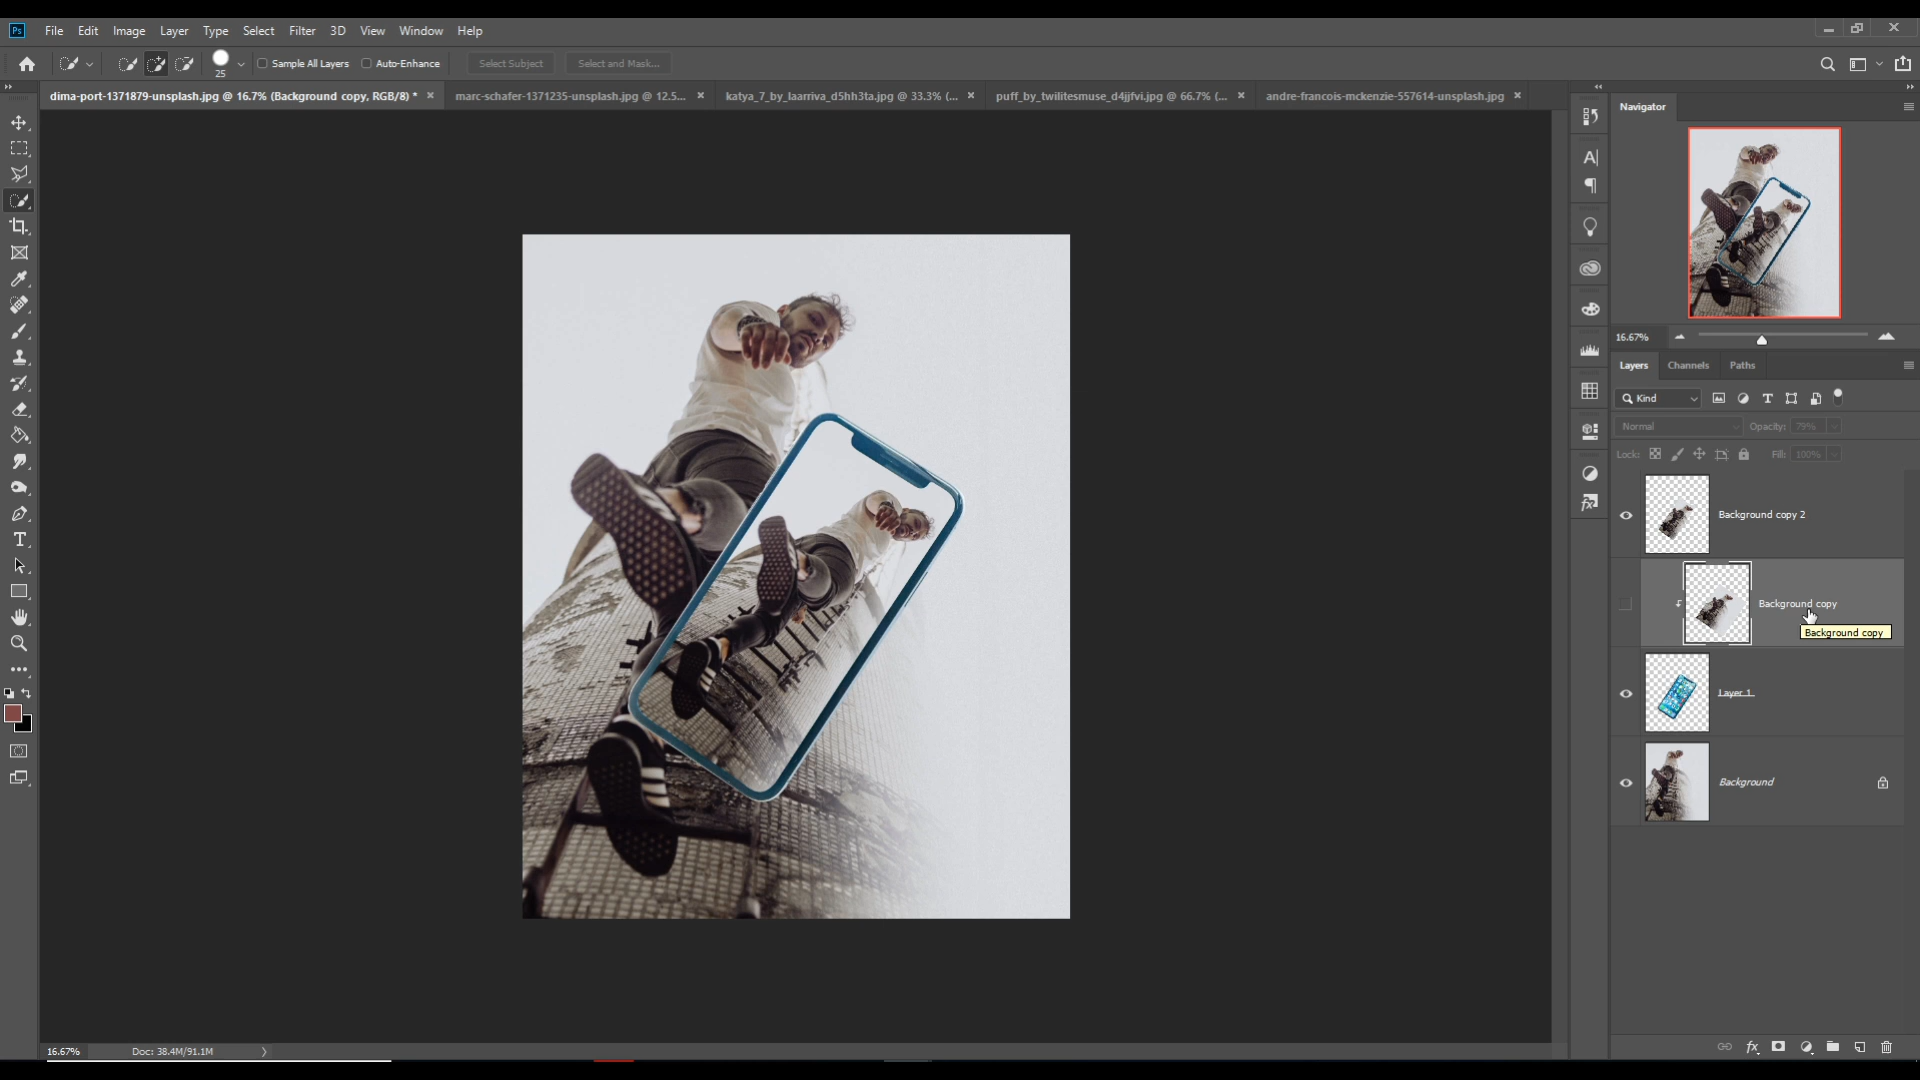 Ps File Edit Image Layer Type Select Filter 3D View Window Help
25 Sample All Layers Auto-Enhance Select Subject Select and Mask...
dima-port-1371879-unsplash.jpg @ 16.7% (Background copy, RGB/8) * × marc-schafer-1371235-unsplash.jpg @ 12.5... × katya_7_by_laarriva_d5hh3ta.jpg @ 33.3% (... × puff_by_twilitesmuse_d4jjfvi.jpg @ 66.7% (... × andre-francois-mckenzie-557614-unsplash.jpg ×
Navigator
16.67%
Layers Channels Paths
Kind
Normal Opacity: 79%
Lock: Fill: 100%
Background copy 2
Background copy
Background copy
Layer 1
Background
16.67% Doc: 38.4M/91.1M